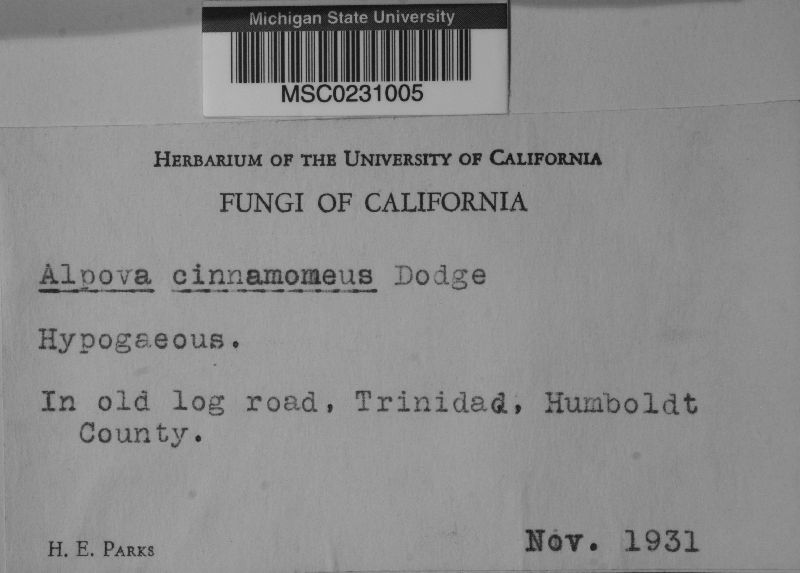 Michigan State University
MSC0231005
HERBARIUM OF THE UNIVERSITY OF CALIFORNIA
FUNGI OF CALIFORNIA
Alpova cinnamomeus Dodge
Hypogaeous.
In old log road, Trinidad, Humboldt
County.
H. E. PARKS
Nov. 1931